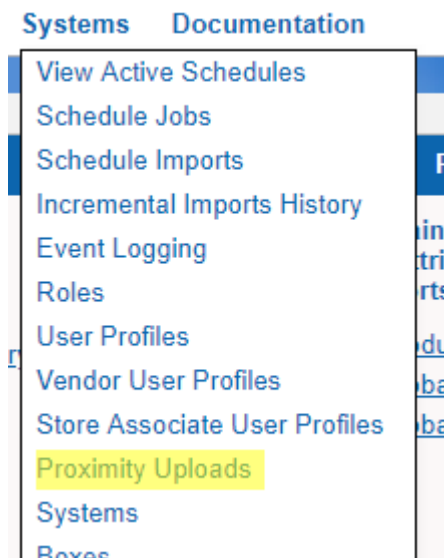 Systems Documentation
View Active Schedules
Schedule Jobs
Schedule Imports
Incremental Imports History
Event Logging
Roles
User Profiles
Vendor User Profiles
Store Associate User Profiles
Proximity Uploads
Systems
Boxes